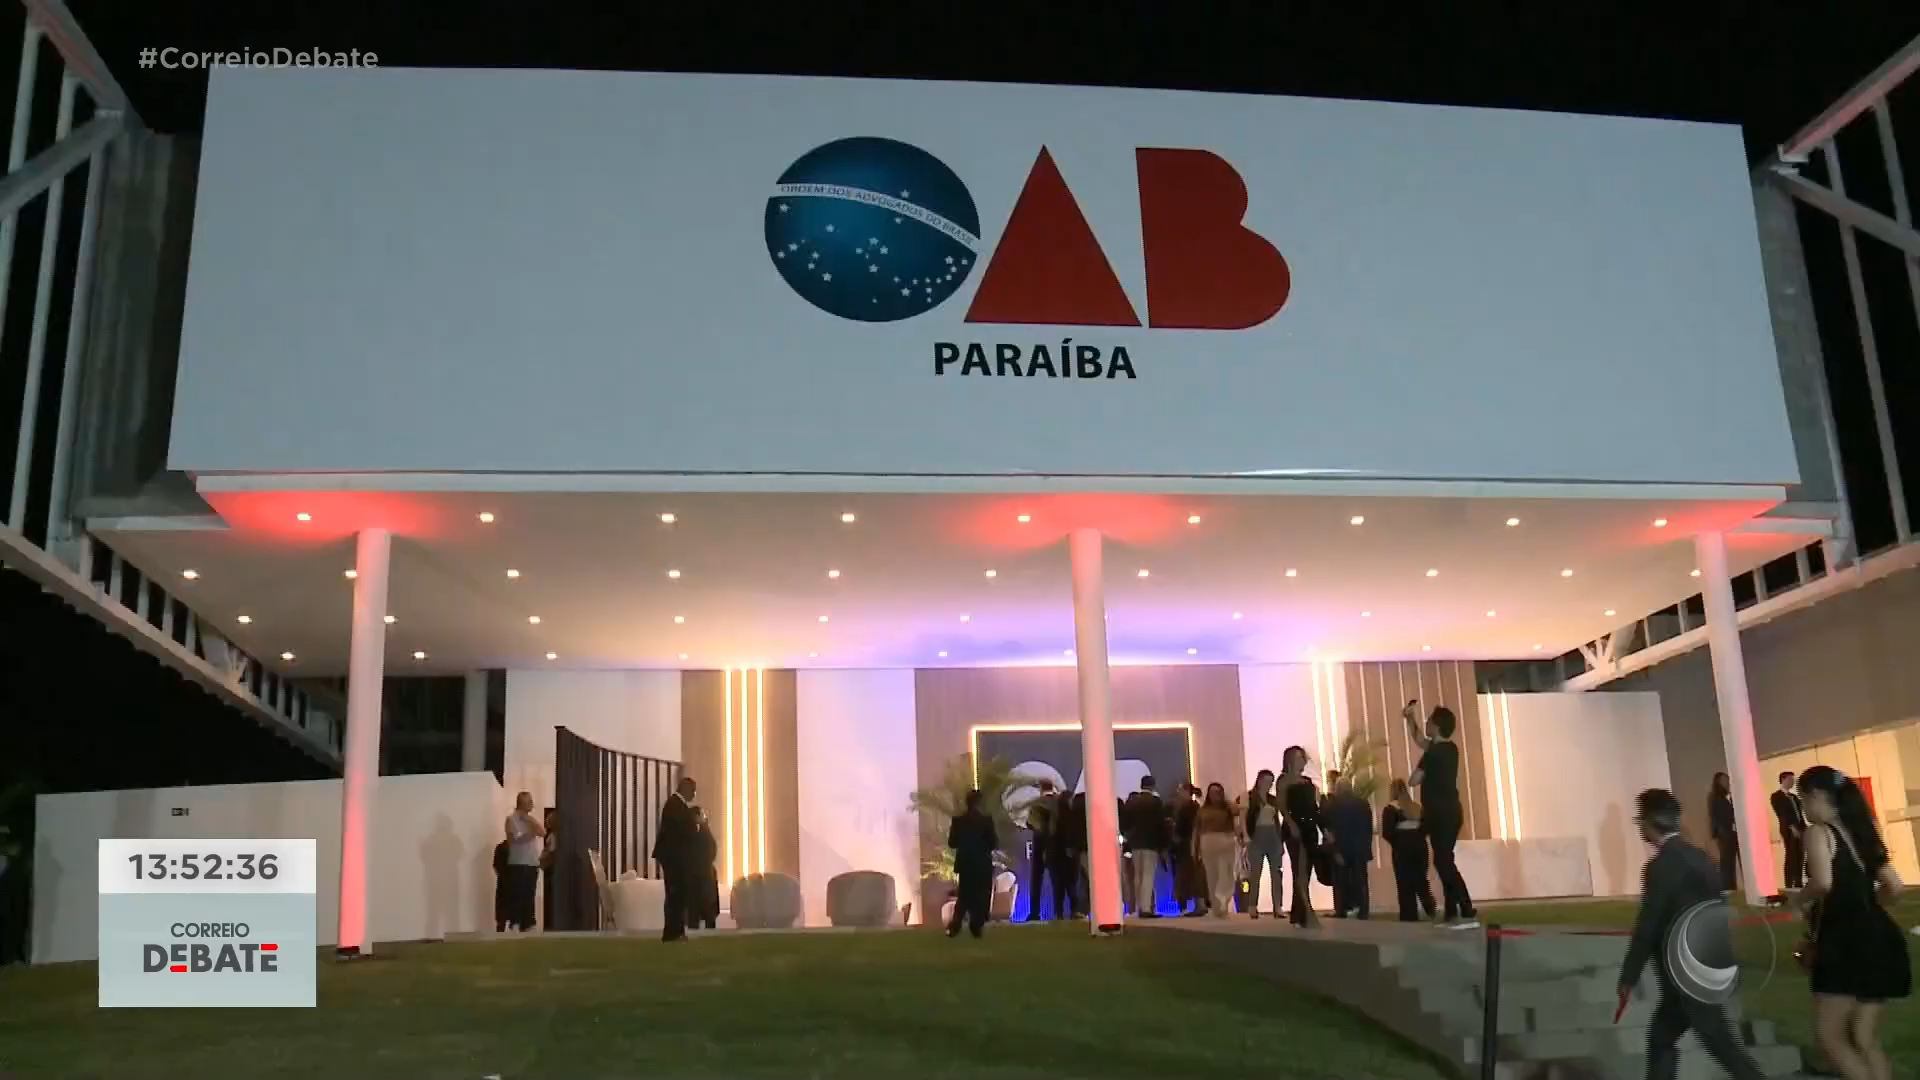 #CorreioDebate
OAB
ORDEM DOS ADVOGADOS DO BRASIL
PARAÍBA
13:52:36
CORREIO
DEBATE